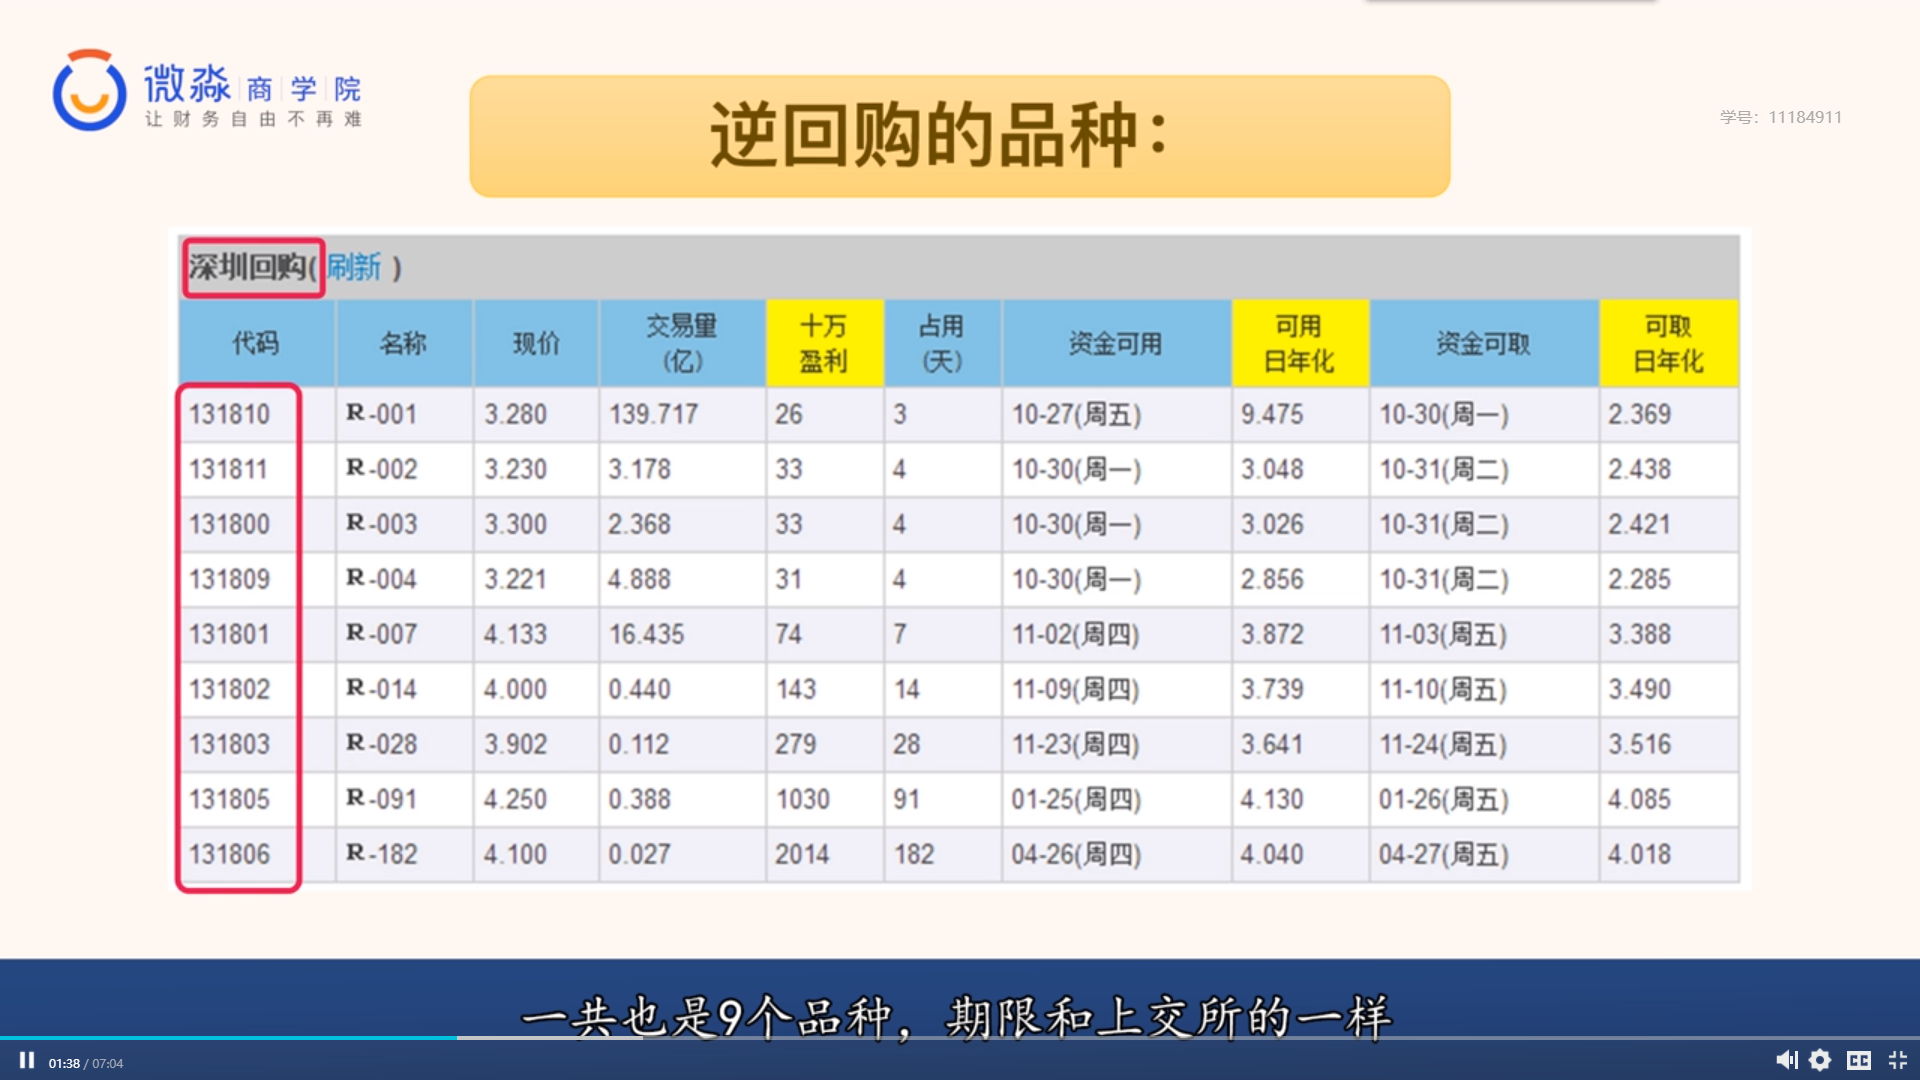 微淼 商 学 院
让财务自由不再难
逆回购的品种：
学号：11184911
深圳回购( 刷新 )
代码 名称 现价 交易量(亿) 十万盈利 占用(天) 资金可用 可用日年化 资金可取 可取日年化
131810 R-001 3.280 139.717 26 3 10-27(周五) 9.475 10-30(周一) 2.369
131811 R-002 3.230 3.178 33 4 10-30(周一) 3.048 10-31(周二) 2.438
131800 R-003 3.300 2.368 33 4 10-30(周一) 3.026 10-31(周二) 2.421
131809 R-004 3.221 4.888 31 4 10-30(周一) 2.856 10-31(周二) 2.285
131801 R-007 4.133 16.435 74 7 11-02(周四) 3.872 11-03(周五) 3.388
131802 R-014 4.000 0.440 143 14 11-09(周四) 3.739 11-10(周五) 3.490
131803 R-028 3.902 0.112 279 28 11-23(周四) 3.641 11-24(周五) 3.516
131805 R-091 4.250 0.388 1030 91 01-25(周四) 4.130 01-26(周五) 4.085
131806 R-182 4.100 0.027 2014 182 04-26(周四) 4.040 04-27(周五) 4.018
一共也是9个品种，期限和上交所的一样
01:38 / 07:04
CC